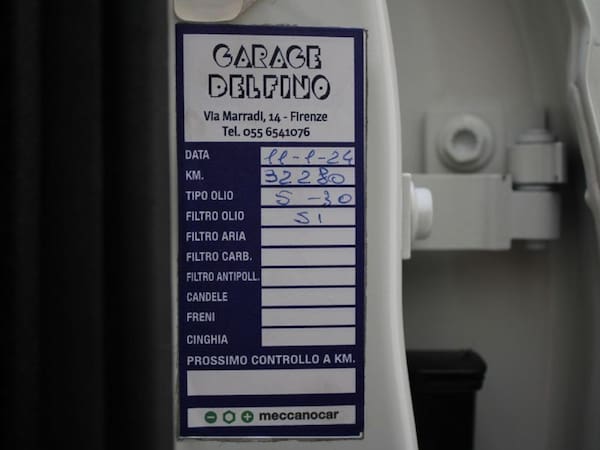 GARAGE
DELFINO
Via Marradi, 14 - Firenze
Tel. 055 6541076
DATA 11-1-24
KM. 32280
TIPO OLIO 5-30
FILTRO OLIO SI
FILTRO ARIA
FILTRO CARB.
FILTRO ANTIPOLL.
CANDELE
FRENI
CINGHIA
PROSSIMO CONTROLLO A KM.
meccanocar